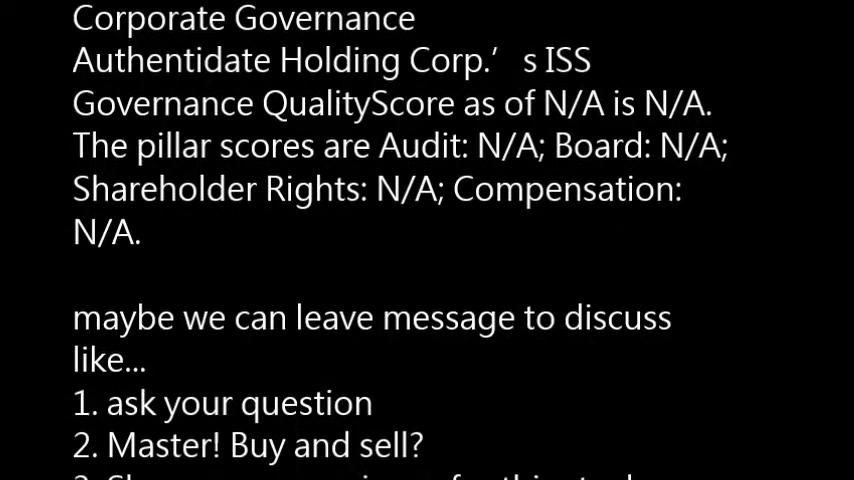 Corporate Governance
Authentidate Holding Corp.’s ISS
Governance QualityScore as of N/A is N/A.
The pillar scores are Audit: N/A; Board: N/A;
Shareholder Rights: N/A; Compensation:
N/A.
maybe we can leave message to discuss
like...
1. ask your question
2. Master! Buy and sell?